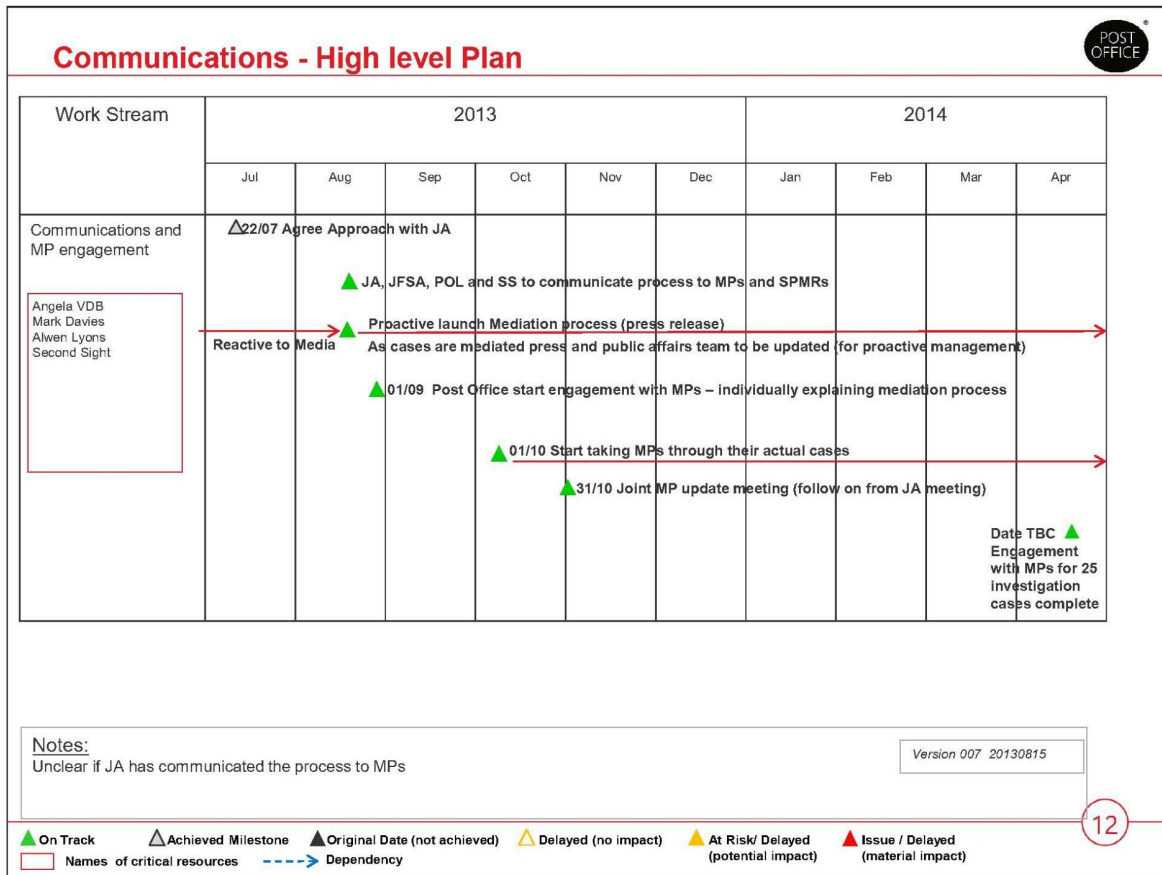 Communications - High level Plan
POST
OFFICE
®
Work Stream
2013
2014
Jul
Aug
Sep
Oct
Nov
Dec
Jan
Feb
Mar
Apr
Communications and
MP engagement
22/07 Agree Approach with JA
JA, JFSA, POL and SS to communicate process to MPs and SPMRs
Angela VDB
Mark Davies
Alwen Lyons
Second Sight
Proactive launch Mediation process (press release)
Reactive to Media
As cases are mediated press and public affairs team to be updated (for proactive management)
01/09 Post Office start engagement with MPs – individually explaining mediation process
01/10 Start taking MPs through their actual cases
31/10 Joint MP update meeting (follow on from JA meeting)
Date TBC
Engagement
with MPs for 25
investigation
cases complete
Notes:
Unclear if JA has communicated the process to MPs
Version 007 20130815
12
On Track
Achieved Milestone
Original Date (not achieved)
Delayed (no impact)
At Risk/ Delayed
(potential impact)
Issue / Delayed
(material impact)
Names of critical resources
Dependency